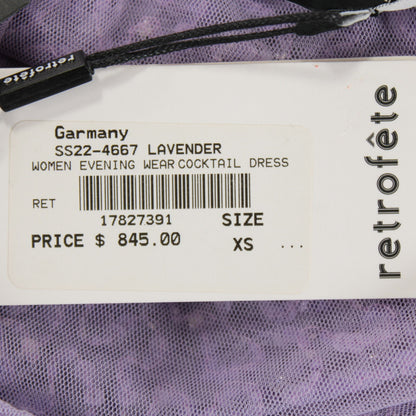 retrofête
retrofête
Garmany
SS22-4667 LAVENDER
WOMEN EVENING WEAR COCKTAIL DRESS
RET
17827391
SIZE
PRICE $ 845.00
XS ...